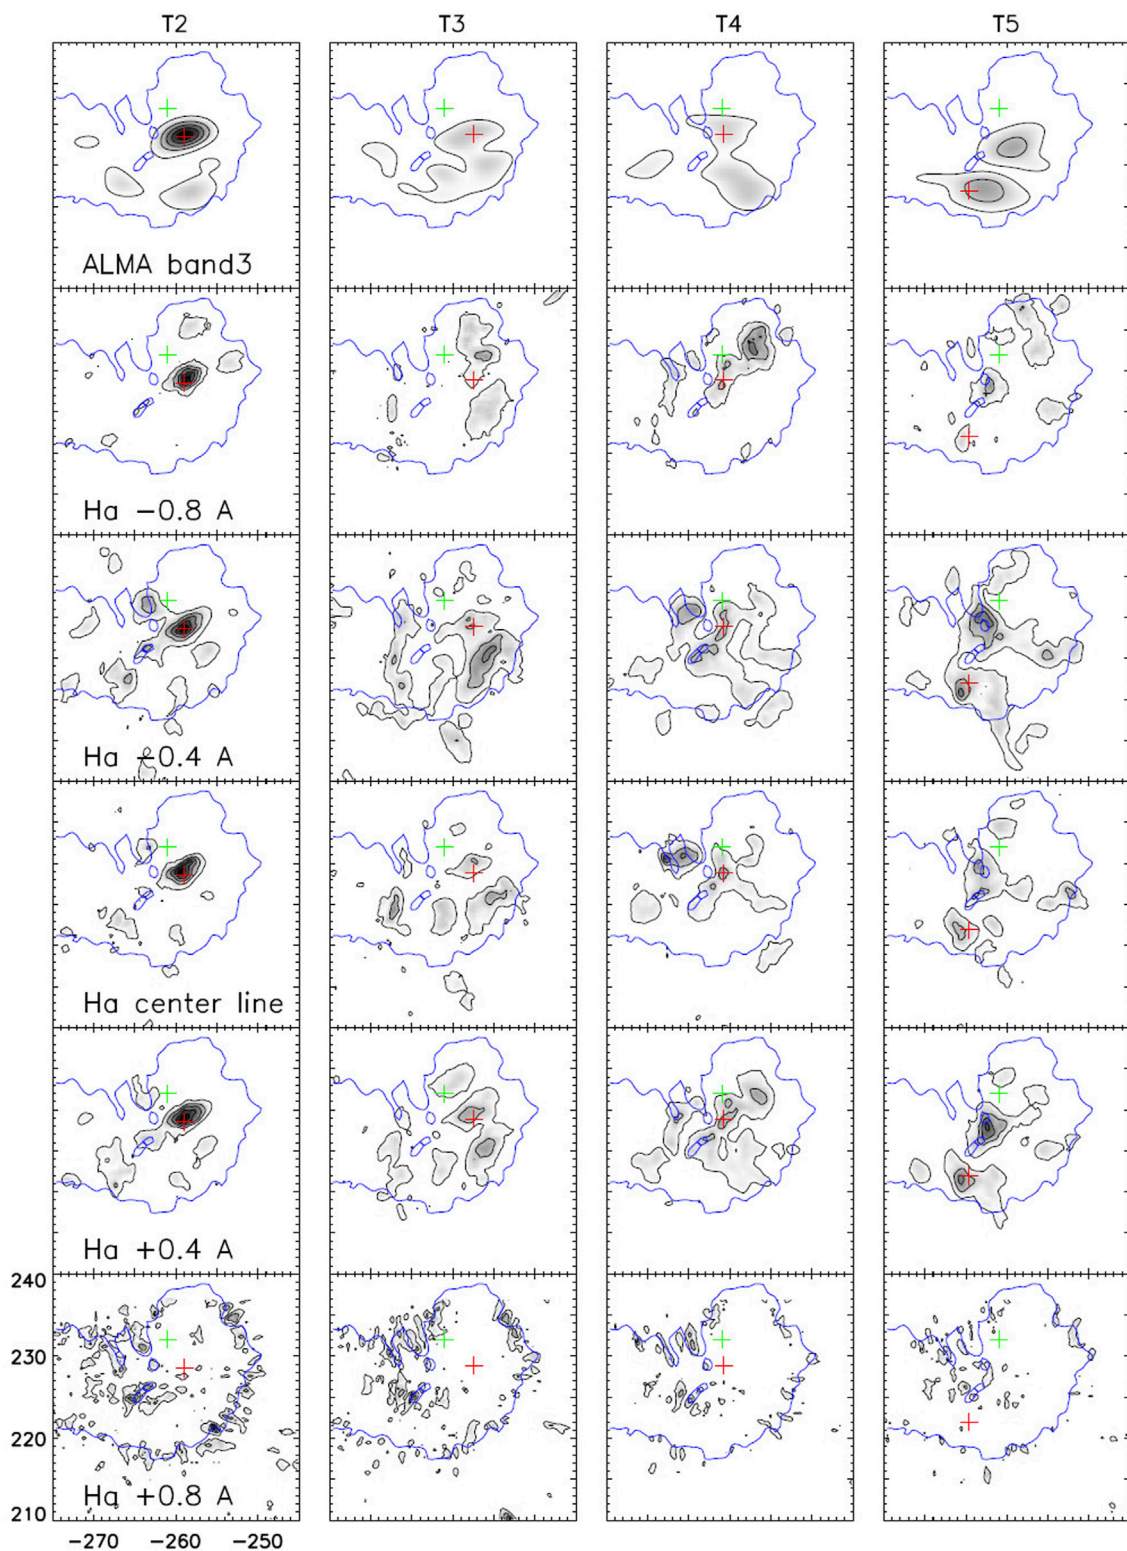 T2 T3 T4 T5
ALMA band3
Ha −0.8 A
Ha −0.4 A
Ha center line
Ha +0.4 A
240
230
220
Ha +0.8 A
210
−270 −260 −250